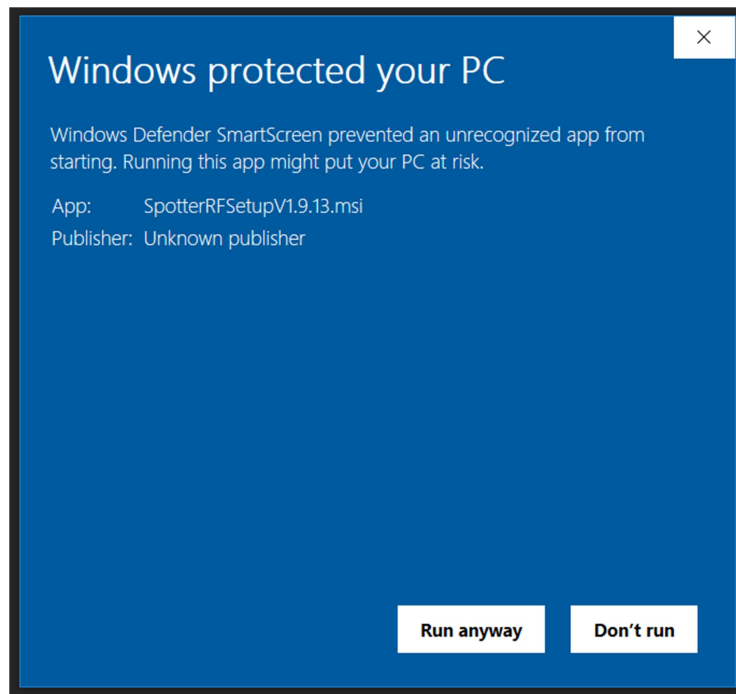 Windows protected your PC
Windows Defender SmartScreen prevented an unrecognized app from
starting. Running this app might put your PC at risk.
App: SpotterRFSetupV1.9.13.msi
Publisher: Unknown publisher
Run anyway Don’t run